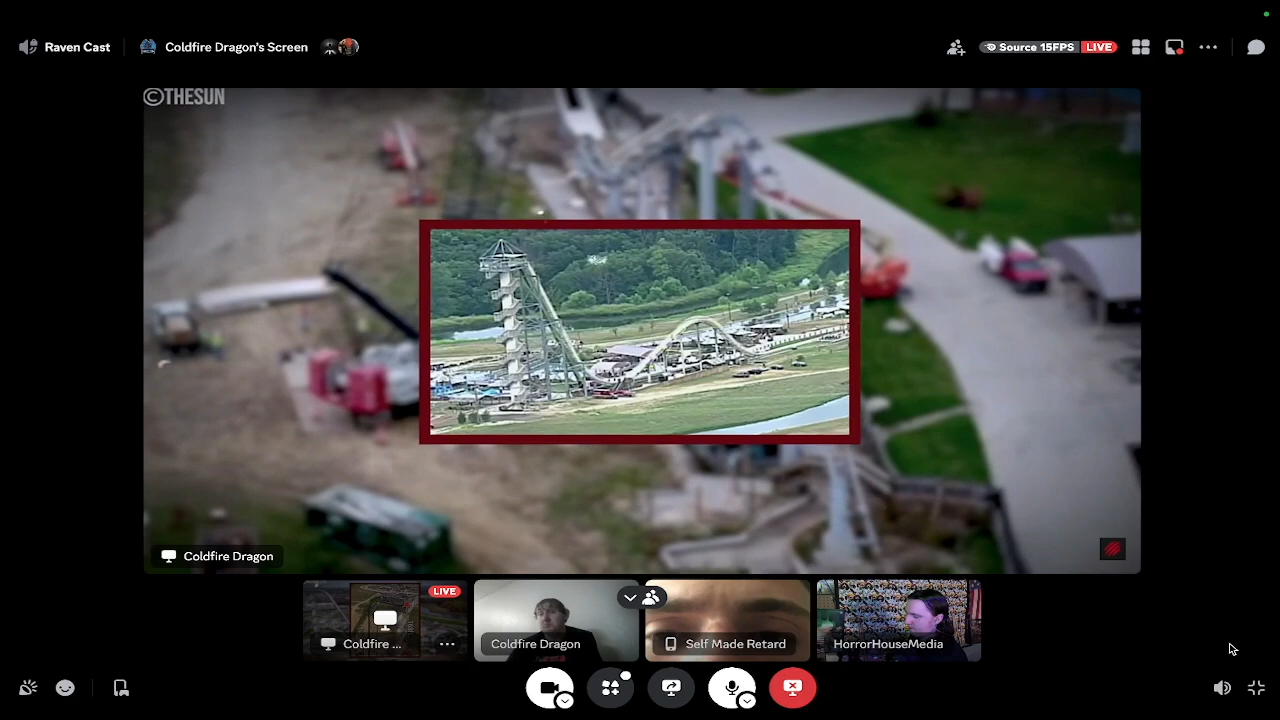 Raven Cast
Coldfire Dragon's Screen
Source 15FPS
LIVE
©THESUN
Coldfire Dragon
LIVE
Coldfire ...
Coldfire Dragon
Self Made Retard
HorrorHouseMedia